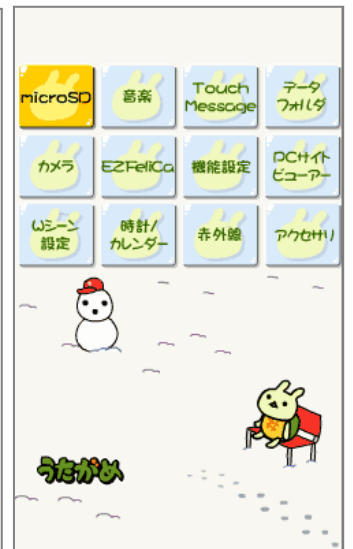 microSD
音楽
Touch
Message
データ
フォルダ
カメラ
EZFeliCa
機能設定
PCサイト
ビューアー
Wシーン
設定
時計/
カレンダー
赤外線
アクセサリ
うたがめ